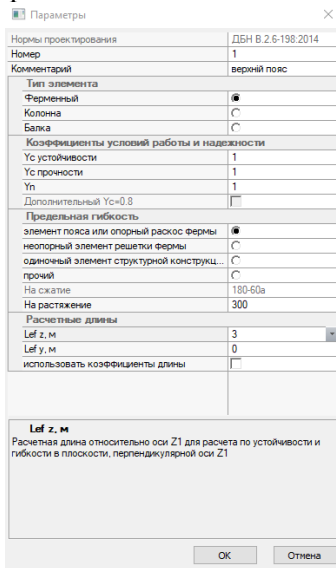 Параметры
Нормы проектирования ДБН В.2.6-198:2014
Номер 1
Комментарий верхній пояс
Тип элемента
Ферменный
Колонна
Балка
Коэффициенты условий работы и надежности
Yc устойчивости 1
Yc прочности 1
Yn 1
Дополнительный Yc=0.8
Предельная гибкость
элемент пояса или опорный раскос фермы
неопорный элемент решетки фермы
одиночный элемент структурной конструкц...
прочий
На сжатие 180-60a
На растяжение 300
Расчетные длины
Lef z, м 3
Lef y, м 0
использовать коэффициенты длины
Lef z, м
Расчетная длина относительно оси Z1 для расчета по устойчивости и
гибкости в плоскости, перпендикулярной оси Z1
OK Отмена